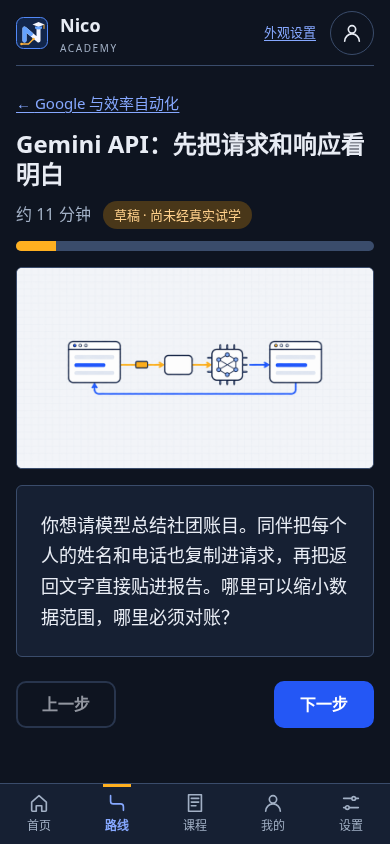 Nico
ACADEMY
外观设置
← Google 与效率自动化
Gemini API：先把请求和响应看
明白
约 11 分钟
草稿 · 尚未经真实试学
你想请模型总结社团账目。同伴把每个
人的姓名和电话也复制进请求，再把返
回文字直接贴进报告。哪里可以缩小数
据范围，哪里必须对账？
上一步
下一步
首页
路线
课程
我的
设置